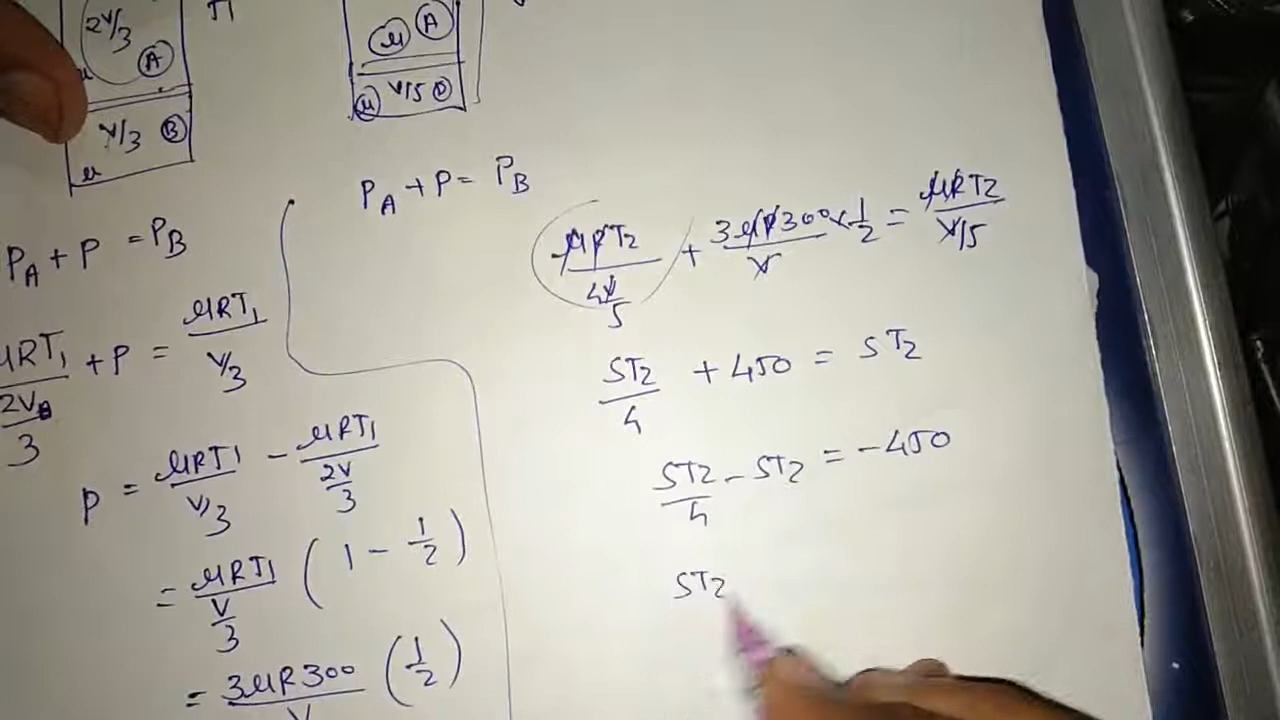 2V/3
A
π
V/3 B
μ
μ A
μ V/5
P_A + P = P_B
μRT₁/(2V/3) + P = μRT₁/(V/3)
P = μRT₁/(V/3) - μRT₁/(2V/3)
= μRT₁/(V/3) (1 - 1/2)
= 3μR300/V (1/2)
P_A + P = P_B
μRT₂/(4V/5) + 3μR300/V × 1/2 = μRT₂/(V/5)
5T₂/4 + 450 = 5T₂
5T₂/4 - 5T₂ = -450
5T₂